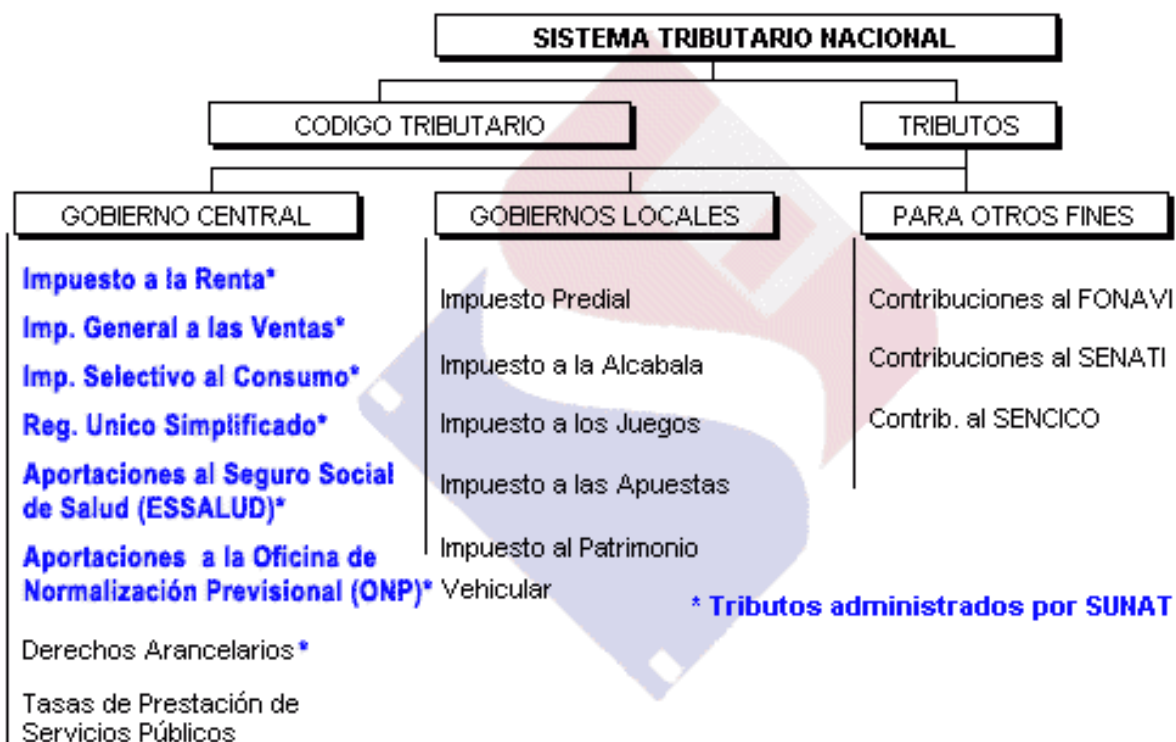 SISTEMA TRIBUTARIO NACIONAL
CODIGO TRIBUTARIO
TRIBUTOS
GOBIERNO CENTRAL
Impuesto a la Renta*
Imp. General a las Ventas*
Imp. Selectivo al Consumo*
Reg. Unico Simplificado*
Aportaciones al Seguro Social
de Salud (ESSALUD)*
Aportaciones a la Oficina de
Normalización Previsional (ONP)*
Derechos Arancelarios*
Tasas de Prestación de
Servicios Públicos
GOBIERNOS LOCALES
Impuesto Predial
Impuesto a la Alcabala
Impuesto a los Juegos
Impuesto a las Apuestas
Impuesto al Patrimonio
Vehicular
PARA OTROS FINES
Contribuciones al FONAVI
Contribuciones al SENATI
Contrib. al SENCICO
* Tributos administrados por SUNAT